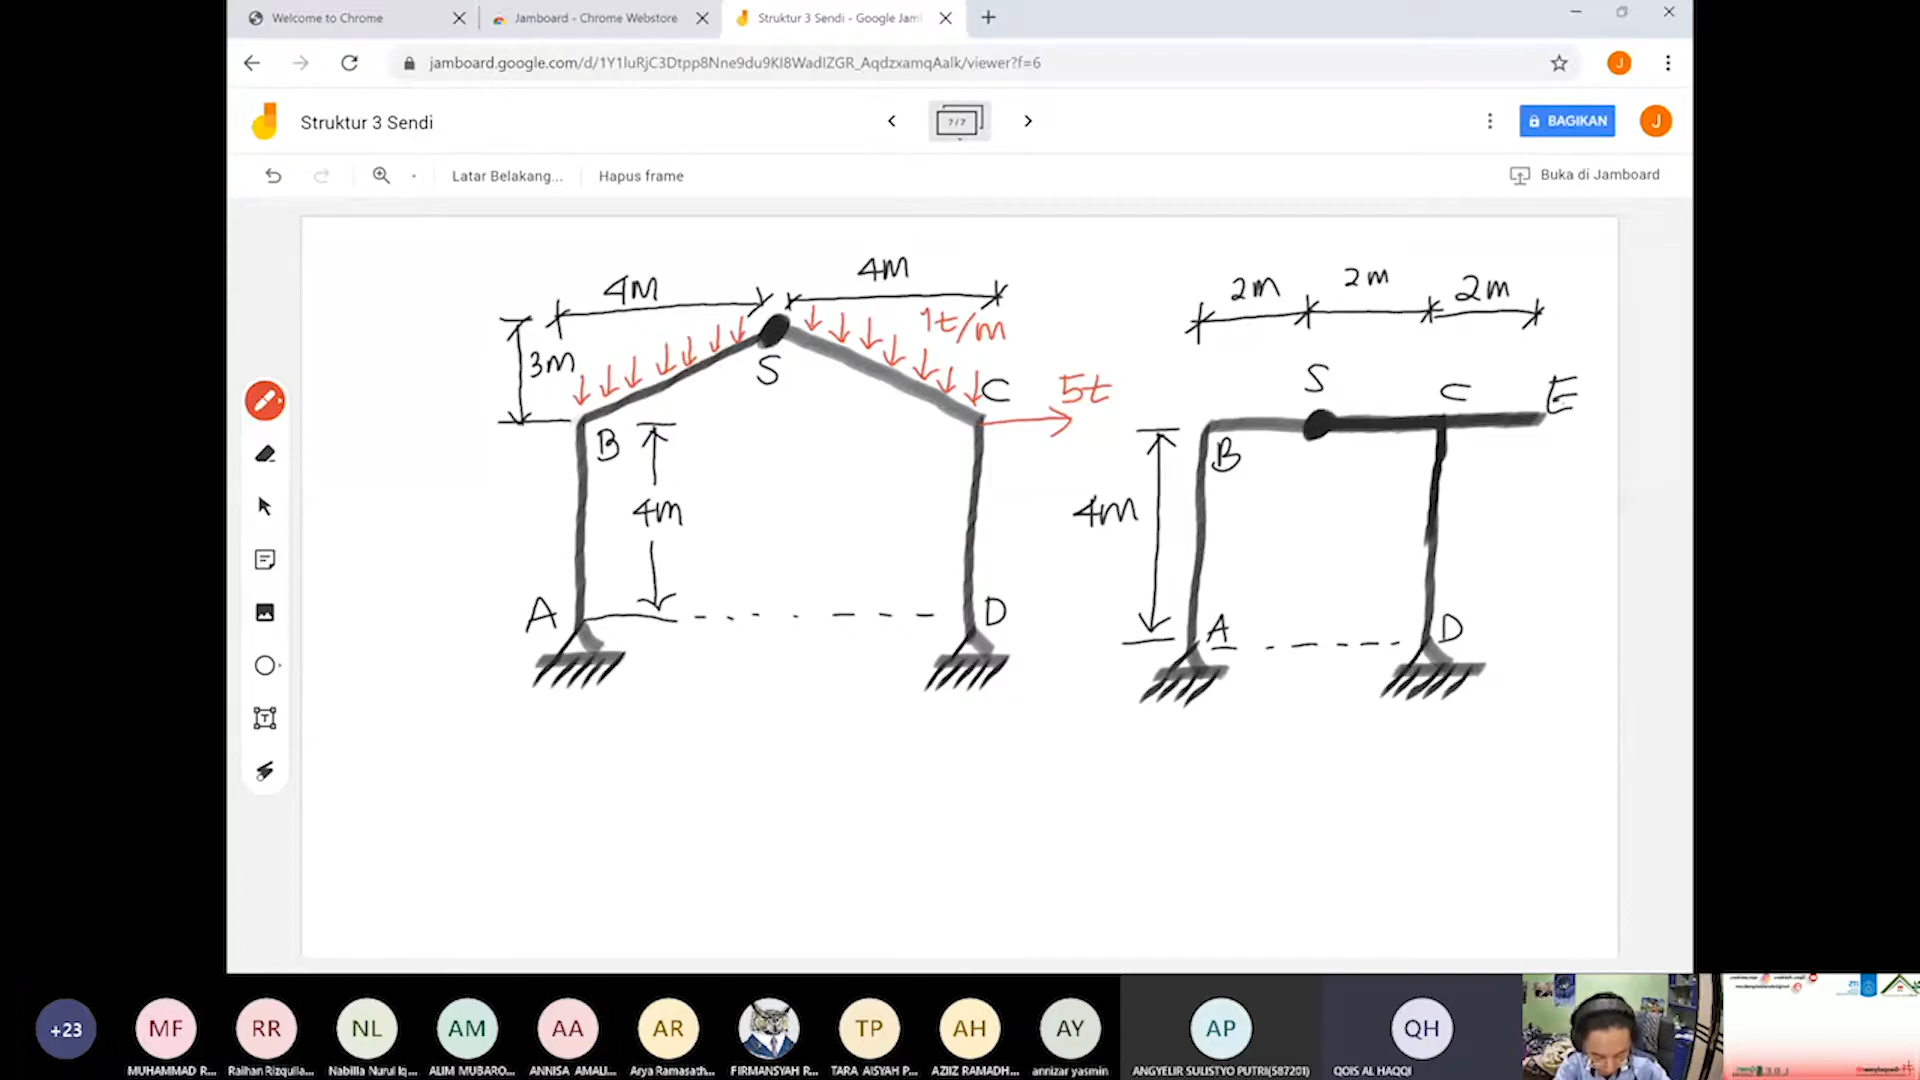 Welcome to Chrome
Jamboard - Chrome Webstore
Struktur 3 Sendi - Google Jam
jamboard.google.com/d/1Y1luRjC3Dtpp8Nne9du9KI8WadIZGR_AqdzxamqAalk/viewer?f=6
J
Struktur 3 Sendi
7/7
BAGIKAN
J
Latar Belakang...
Hapus frame
Buka di Jamboard
4M
4M
3m
1t/m
S
C
5t
B
4m
A
D
2m
2m
2m
S
C
E
B
4m
A
D
+23
MF
RR
NL
AM
AA
AR
TP
AH
AY
AP
QH
MUHAMMAD R...
Raihan Rizqulla...
Nabilla Nurul Iq...
ALIM MUBARO...
ANNISA AMALI...
Arya Ramasath...
FIRMANSYAH R...
TARA AISYAH P...
AZIIZ RAMADH...
annizar yasmin
ANGYELIR SULISTYO PUTRI(587201)
QOIS AL HAQQI